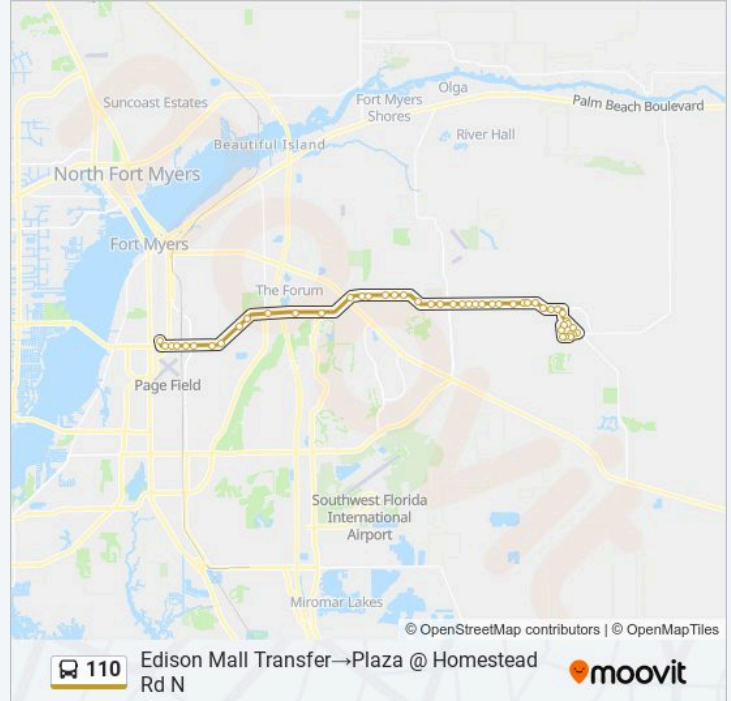 Olga
Suncoast Estates
Fort Myers
Shores
Palm Beach Boulevard
River Hall
Beautiful Island
North Fort Myers
Fort Myers
The Forum
Page Field
Southwest Florida
International
Airport
Miromar Lakes
© OpenStreetMap contributors | © OpenMapTiles
110
Edison Mall Transfer→Plaza @ Homestead
Rd N
moovit